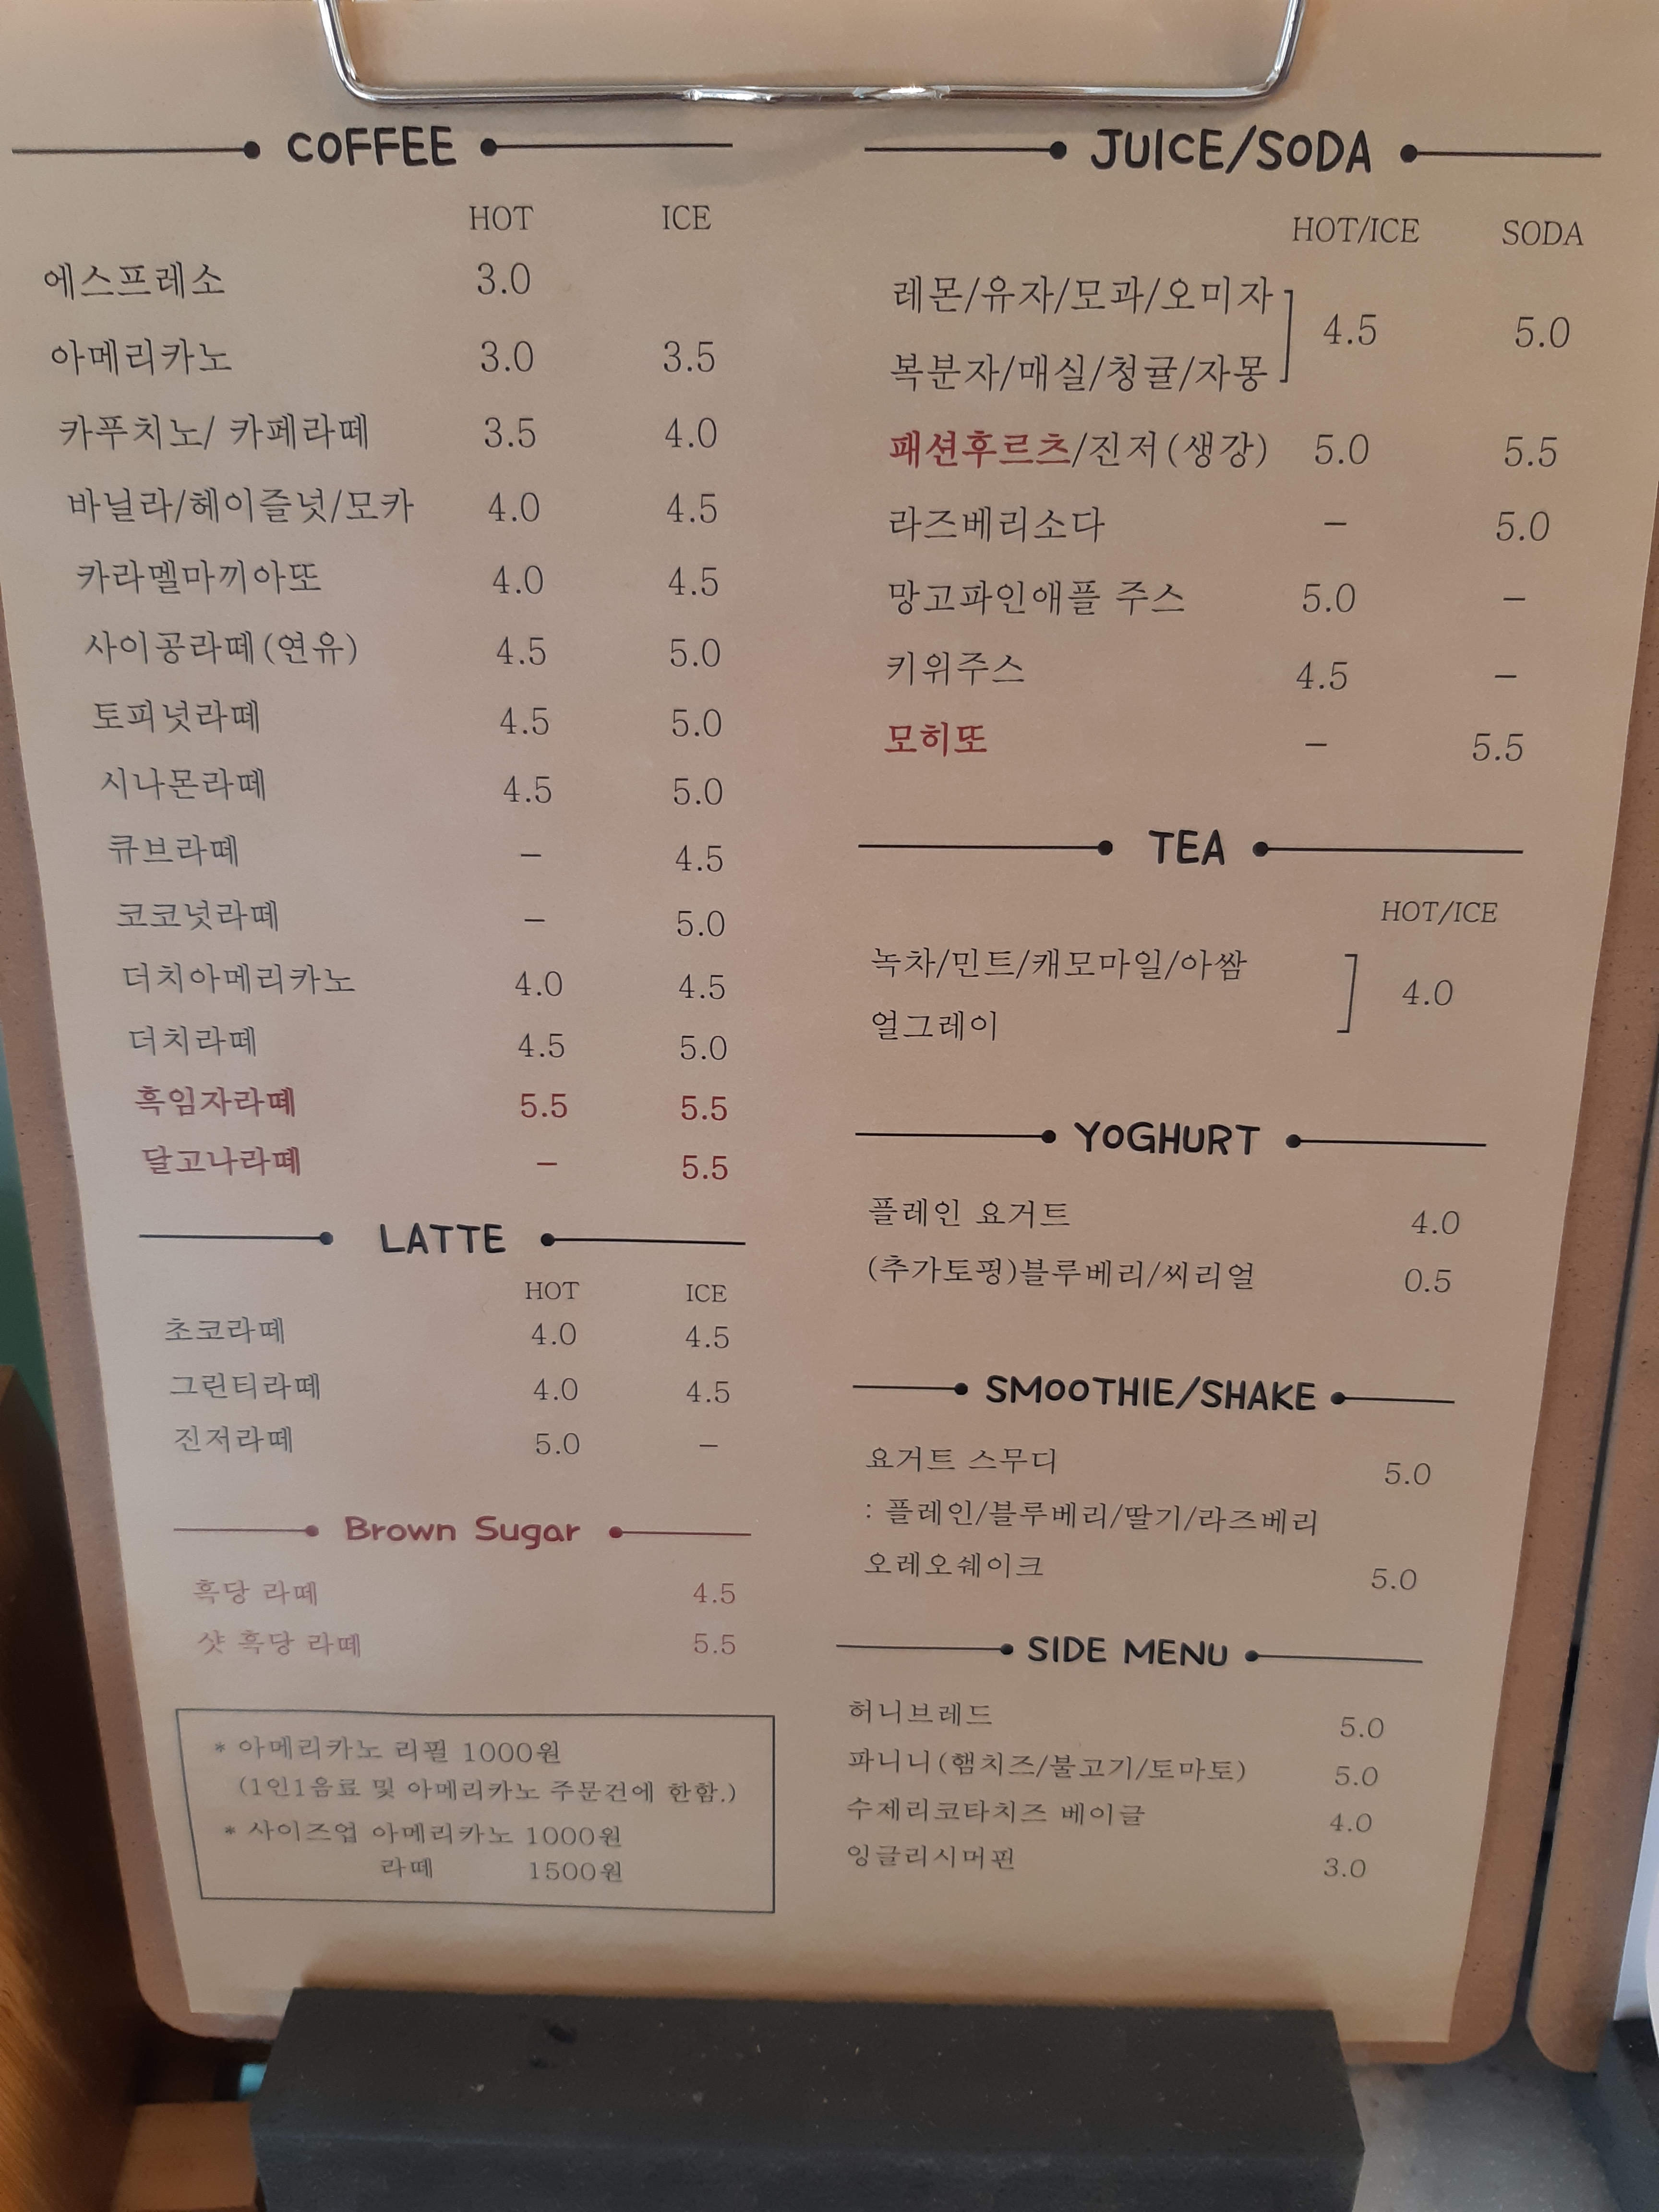 COFFEE
HOT ICE
에스프레소 3.0
아메리카노 3.0 3.5
카푸치노/ 카페라떼 3.5 4.0
바닐라/헤이즐넛/모카 4.0 4.5
카라멜마끼아또 4.0 4.5
사이공라떼(연유) 4.5 5.0
토피넛라떼 4.5 5.0
시나몬라떼 4.5 5.0
큐브라떼 – 4.5
코코넛라떼 – 5.0
더치아메리카노 4.0 4.5
더치라떼 4.5 5.0
흑임자라떼 5.5 5.5
달고나라떼 – 5.5
LATTE
HOT ICE
초코라떼 4.0 4.5
그린티라떼 4.0 4.5
진저라떼 5.0 –
Brown Sugar
흑당 라떼 4.5
샷 흑당 라떼 5.5
* 아메리카노 리필 1000원
(1인1음료 및 아메리카노 주문건에 한함.)
* 사이즈업 아메리카노 1000원
라떼 1500원
JUICE/SODA
HOT/ICE SODA
레몬/유자/모과/오미자
4.5 5.0
복분자/매실/청귤/자몽
패션후르츠/진저(생강) 5.0 5.5
라즈베리소다 – 5.0
망고파인애플 주스 5.0 –
키위주스 4.5 –
모히또 – 5.5
TEA
HOT/ICE
녹차/민트/캐모마일/아쌈
4.0
얼그레이
YOGHURT
플레인 요거트 4.0
(추가토핑)블루베리/씨리얼 0.5
SMOOTHIE/SHAKE
요거트 스무디 5.0
: 플레인/블루베리/딸기/라즈베리
오레오쉐이크 5.0
SIDE MENU
허니브레드 5.0
파니니(햄치즈/불고기/토마토) 5.0
수제리코타치즈 베이글 4.0
잉글리시머핀 3.0